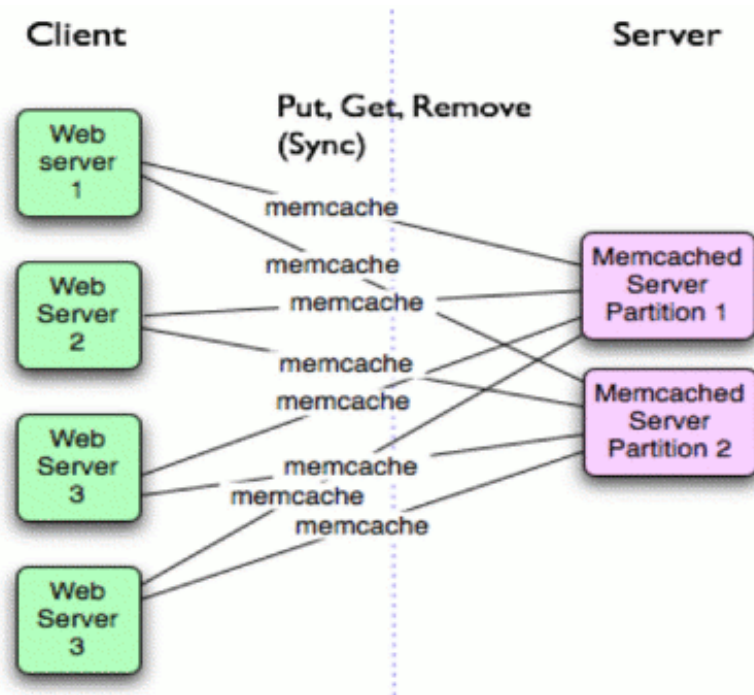 Client
Server
Put, Get, Remove
(Sync)
Web
server
1
memcache
memcache
Memcached
Server
Partition 1
Web
Server
2
memcache
memcache
Memcached
Server
Partition 2
memcache
Web
Server
3
memcache
memcache
memcache
Web
Server
3